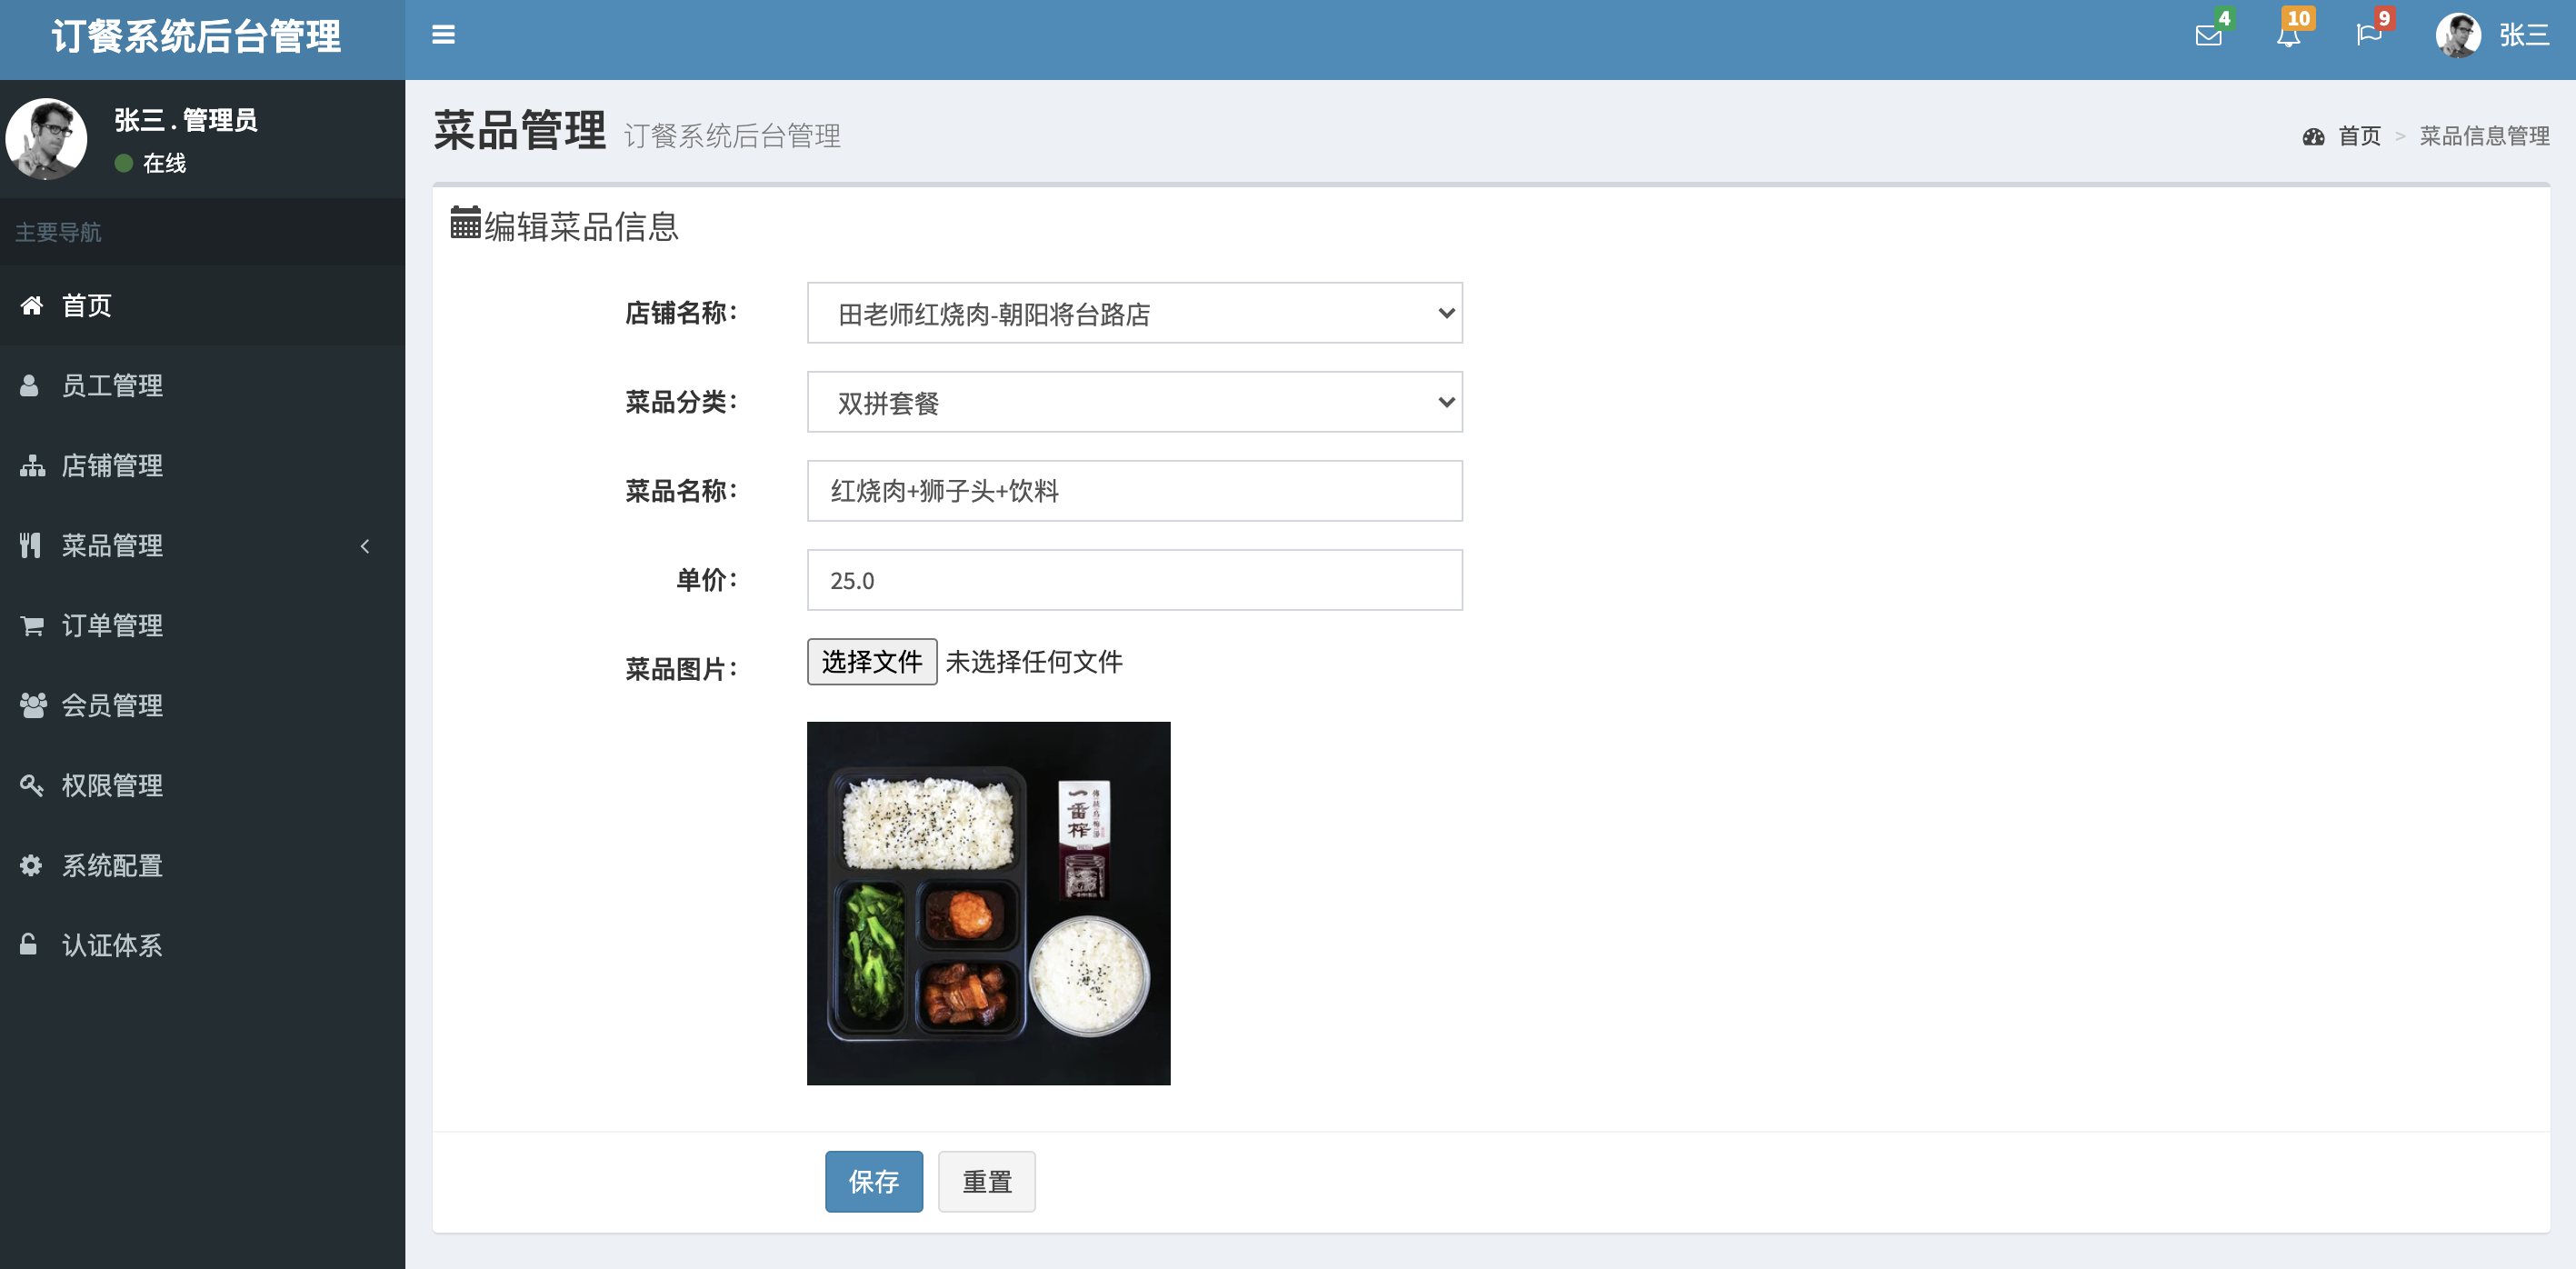 订餐系统后台管理
4
10
9
张三
张三 . 管理员
在线
主要导航
首页
员工管理
店铺管理
菜品管理
订单管理
会员管理
权限管理
系统配置
认证体系
菜品管理 订餐系统后台管理
首页 > 菜品信息管理
编辑菜品信息
店铺名称： 田老师红烧肉-朝阳将台路店
菜品分类： 双拼套餐
菜品名称： 红烧肉+狮子头+饮料
单价： 25.0
菜品图片： 选择文件 未选择任何文件
一番榨
保存 重置